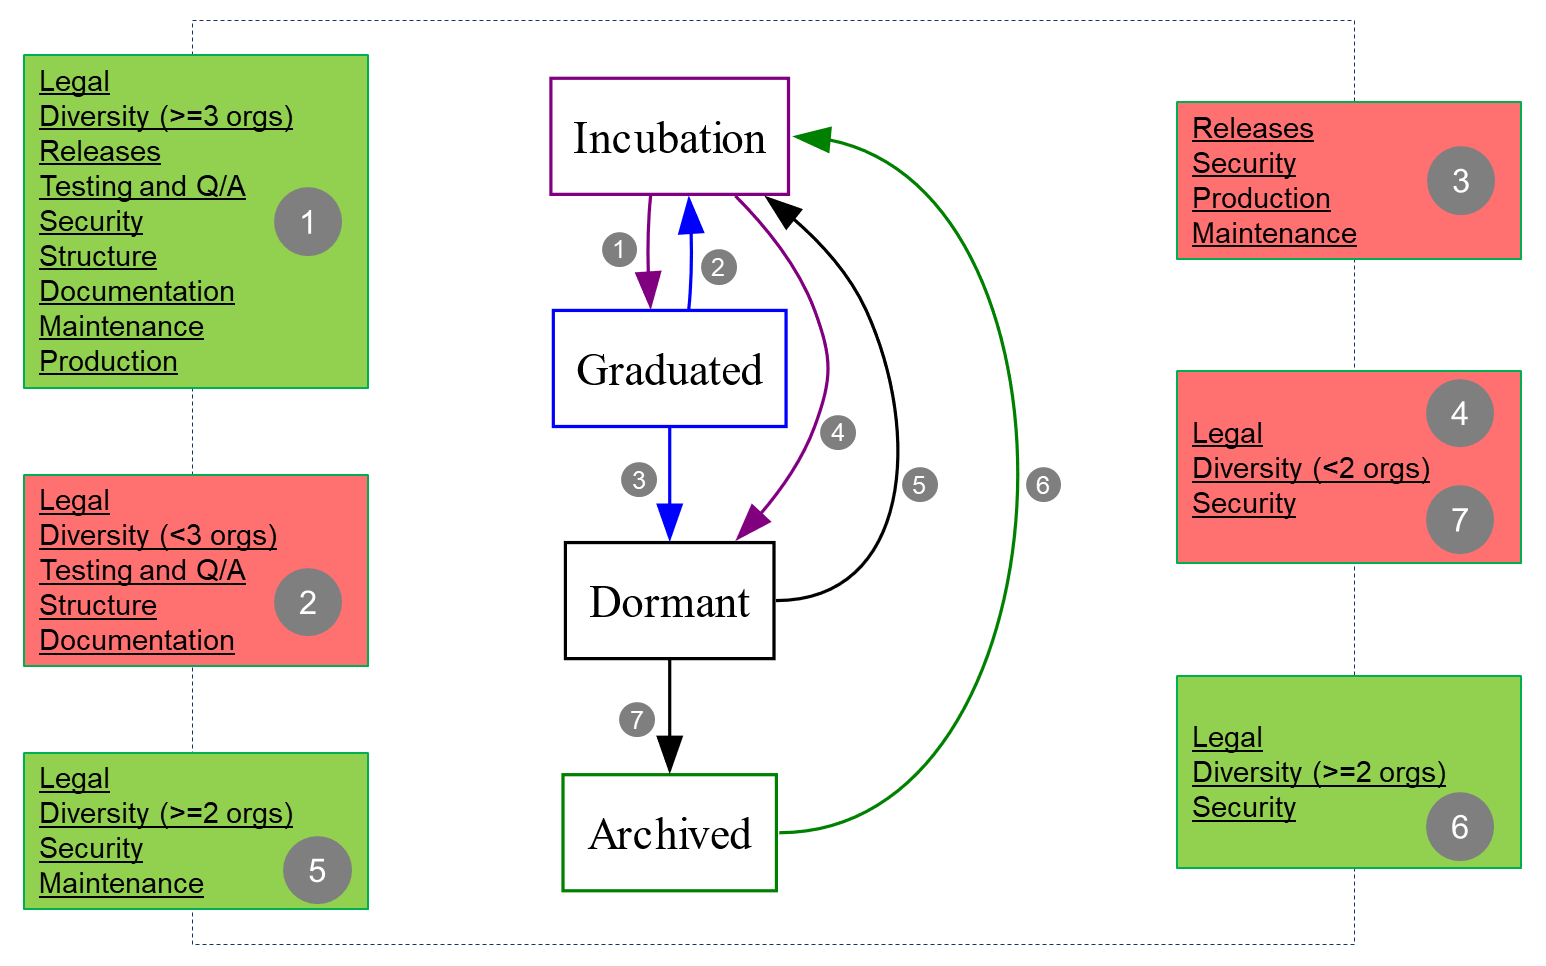 Legal
Diversity (>=3 orgs)
Releases
Testing and Q/A
Security
Structure
Documentation
Maintenance
Production
1
Legal
Diversity (<3 orgs)
Testing and Q/A
Structure
Documentation
2
Legal
Diversity (>=2 orgs)
Security
Maintenance
5
Incubation
1
2
Graduated
3
4
5
6
Dormant
7
Archived
Releases
Security
Production
Maintenance
3
4
Legal
Diversity (<2 orgs)
Security
7
Legal
Diversity (>=2 orgs)
Security
6